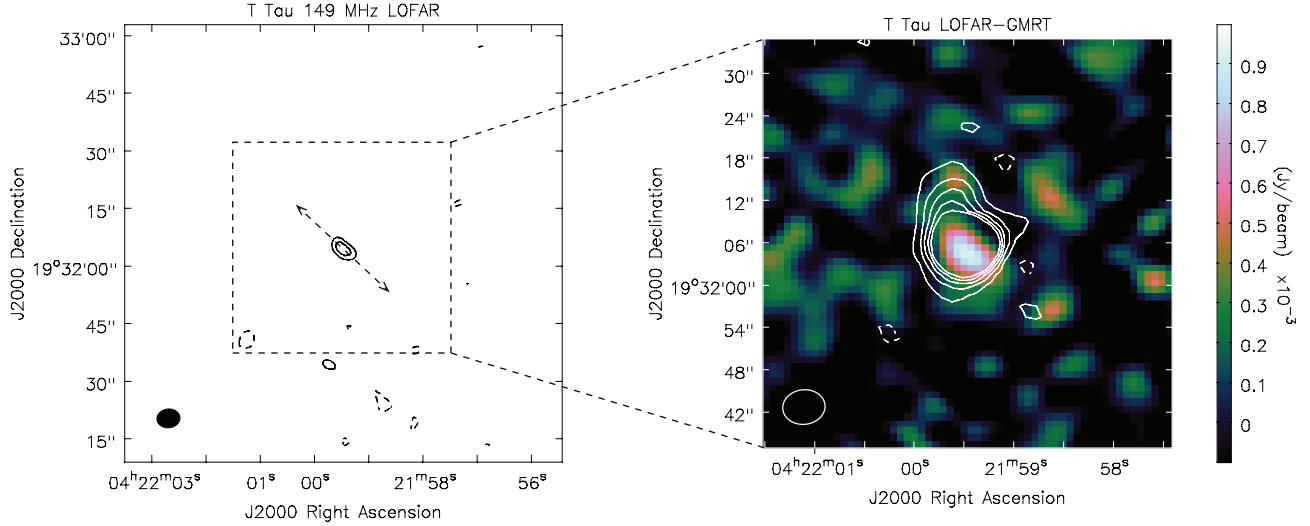 T Tau 149 MHz LOFAR
33'00"
45"
30"
15"
19°32'00"
45"
30"
15"
J2000 Declination
04ʰ22ᵐ03ˢ
01ˢ
00ˢ
21ᵐ58ˢ
56ˢ
J2000 Right Ascension
T Tau LOFAR-GMRT
30"
24"
18"
12"
06"
19°32'00"
54"
48"
42"
J2000 Declination
04ʰ22ᵐ01ˢ
00ˢ
21ᵐ59ˢ
58ˢ
J2000 Right Ascension
0.9
0.8
0.7
0.6
0.5
0.4
0.3
0.2
0.1
0
(Jy/beam) x10⁻³